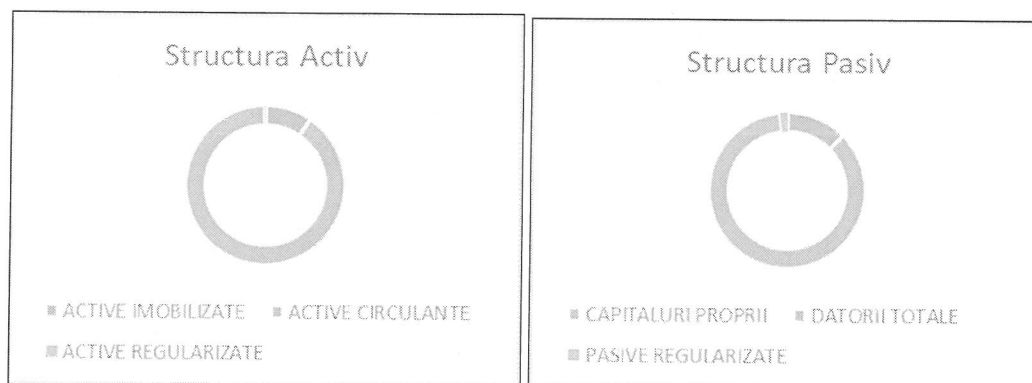 Structura Activ
ACTIVE IMOBILIZATE
ACTIVE CIRCULANTE
ACTIVE REGULARIZATE
Structura Pasiv
CAPITALURI PROPRII
DATORII TOTALE
PASIVE REGULARIZATE